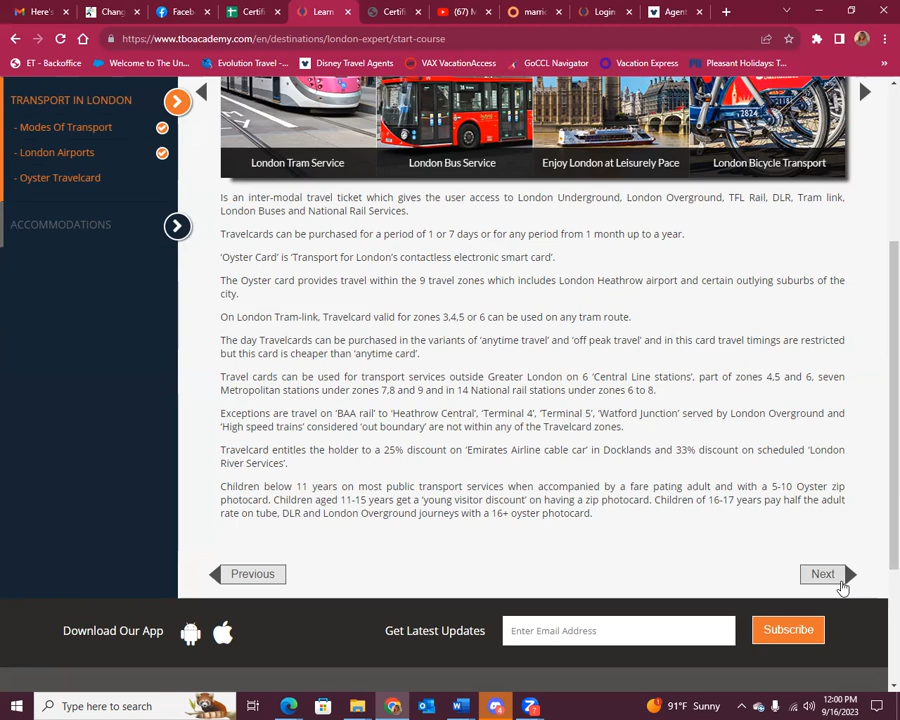 Here's
Chang
Faceb
Certifi
Learn
Certifi
(67) M
marri
Login
Agent
https://www.tboacademy.com/en/destinations/london-expert/start-course
ET - Backoffice
Welcome to The Un...
Evolution Travel -...
Disney Travel Agents
VAX VacationAccess
GoCCL Navigator
Vacation Express
Pleasant Holidays: T...
»
TRANSPORT IN LONDON
- Modes Of Transport
- London Airports
- Oyster Travelcard
ACCOMMODATIONS
London Tram Service
London Bus Service
Enjoy London at Leisurely Pace
2824
London Bicycle Transport
Is an inter-modal travel ticket which gives the user access to London Underground, London Overground, TFL Rail, DLR, Tram link,
London Buses and National Rail Services.
Travelcards can be purchased for a period of 1 or 7 days or for any period from 1 month up to a year.
‘Oyster Card’ is ‘Transport for London’s contactless electronic smart card’.
The Oyster card provides travel within the 9 travel zones which includes London Heathrow airport and certain outlying suburbs of the
city.
On London Tram-link, Travelcard valid for zones 3,4,5 or 6 can be used on any tram route.
The day Travelcards can be purchased in the variants of ‘anytime travel’ and ‘off peak travel’ and in this card travel timings are restricted
but this card is cheaper than ‘anytime card’.
Travel cards can be used for transport services outside Greater London on 6 ‘Central Line stations’, part of zones 4,5 and 6, seven
Metropolitan stations under zones 7,8 and 9 and in 14 National rail stations under zones 6 to 8.
Exceptions are travel on ‘BAA rail’ to ‘Heathrow Central’, ‘Terminal 4’, ‘Terminal 5’, ‘Watford Junction’ served by London Overground and
‘High speed trains’ considered ‘out boundary’ are not within any of the Travelcard zones.
Travelcard entitles the holder to a 25% discount on ‘Emirates Airline cable car’ in Docklands and 33% discount on scheduled ‘London
River Services’.
Children below 11 years on most public transport services when accompanied by a fare pating adult and with a 5-10 Oyster zip
photocard. Children aged 11-15 years get a ‘young visitor discount’ on having a zip photocard. Children of 16-17 years pay half the adult
rate on tube, DLR and London Overground journeys with a 16+ oyster photocard.
Previous
Next
Download Our App
Get Latest Updates
Enter Email Address
Subscribe
Type here to search
91°F Sunny
12:00 PM
9/16/2023